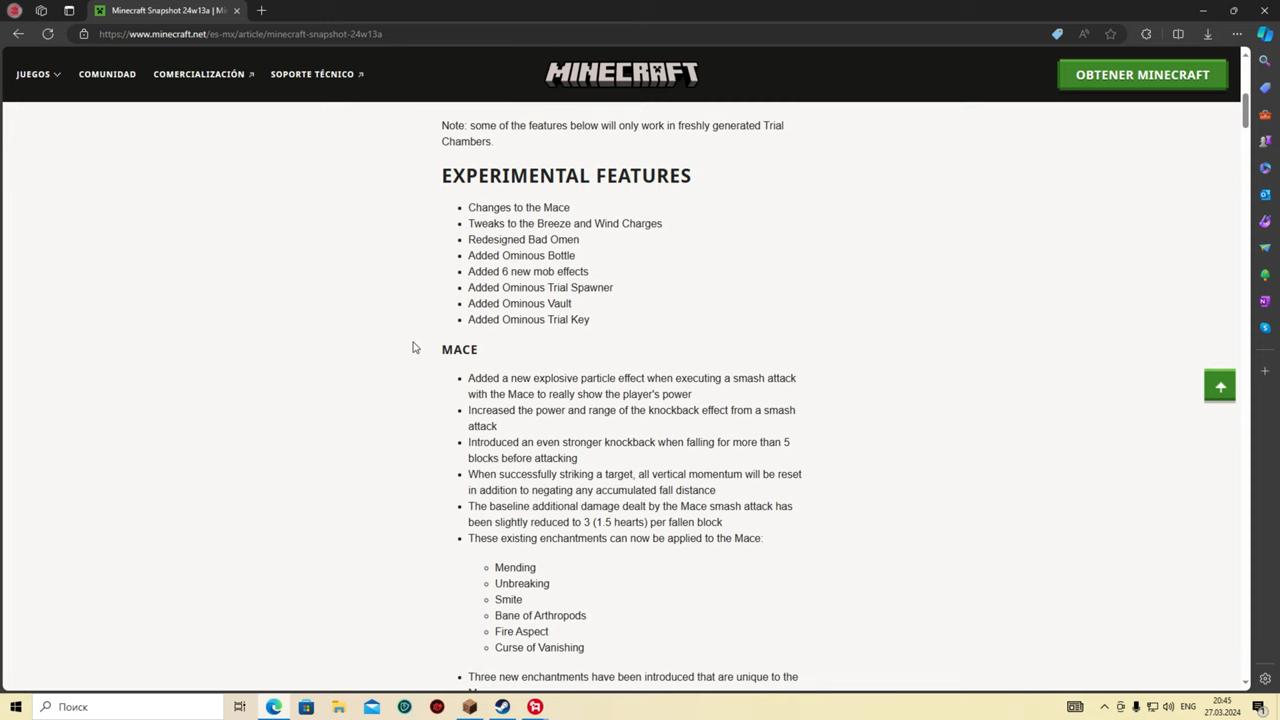 Minecraft Snapshot 24w13a | Mi
https://www.minecraft.net/es-mx/article/minecraft-snapshot-24w13a
JUEGOS COMUNIDAD COMERCIALIZACIÓN SOPORTE TÉCNICO MINECRAFT OBTENER MINECRAFT
Note: some of the features below will only work in freshly generated Trial
Chambers.
EXPERIMENTAL FEATURES
• Changes to the Mace
• Tweaks to the Breeze and Wind Charges
• Redesigned Bad Omen
• Added Ominous Bottle
• Added 6 new mob effects
• Added Ominous Trial Spawner
• Added Ominous Vault
• Added Ominous Trial Key
MACE
• Added a new explosive particle effect when executing a smash attack
with the Mace to really show the player's power
• Increased the power and range of the knockback effect from a smash
attack
• Introduced an even stronger knockback when falling for more than 5
blocks before attacking
• When successfully striking a target, all vertical momentum will be reset
in addition to negating any accumulated fall distance
• The baseline additional damage dealt by the Mace smash attack has
been slightly reduced to 3 (1.5 hearts) per fallen block
• These existing enchantments can now be applied to the Mace:
◦ Mending
◦ Unbreaking
◦ Smite
◦ Bane of Arthropods
◦ Fire Aspect
◦ Curse of Vanishing
• Three new enchantments have been introduced that are unique to the
Поиск
ENG
20:45
27.03.2024